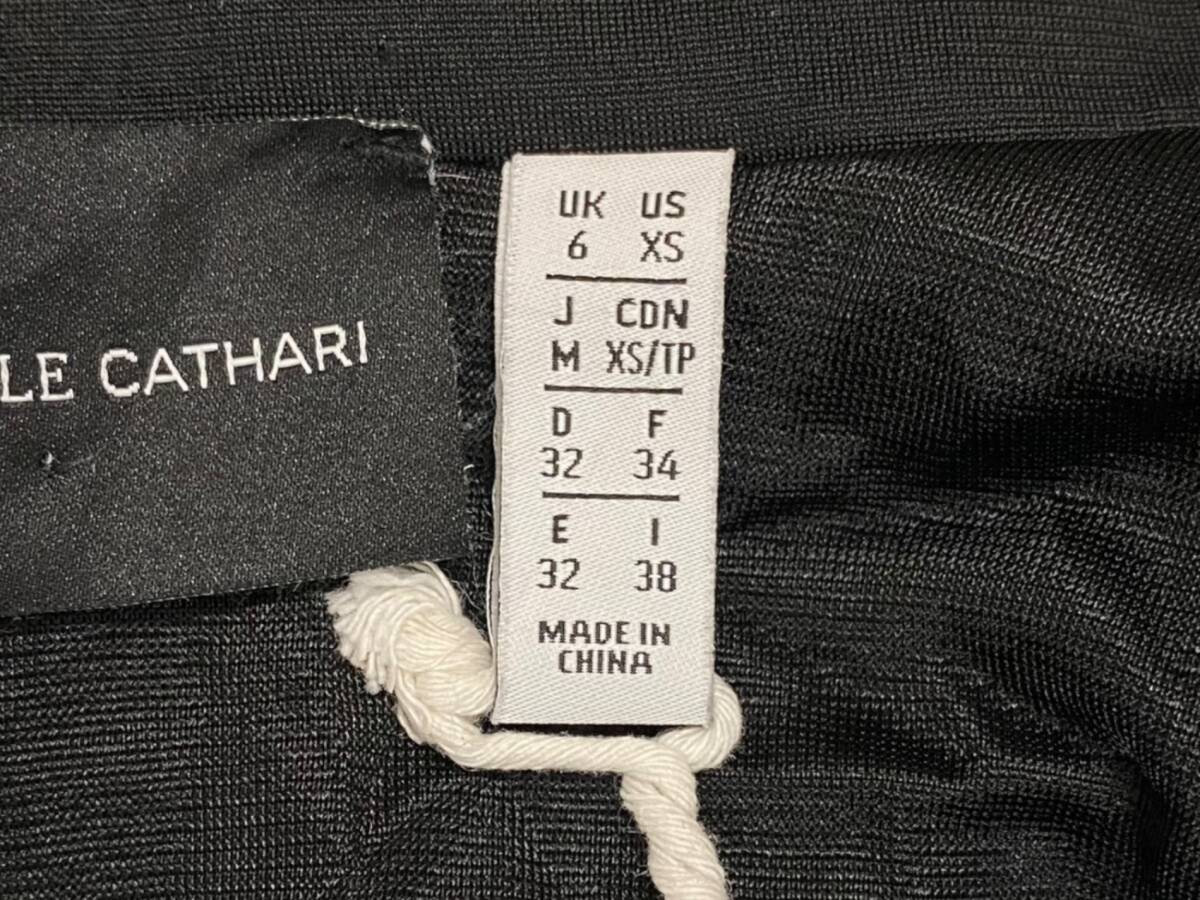 LE CATHARI
UK US
6 XS
J CDN
M XS/TP
D F
32 34
E I
32 38
MADE IN
CHINA